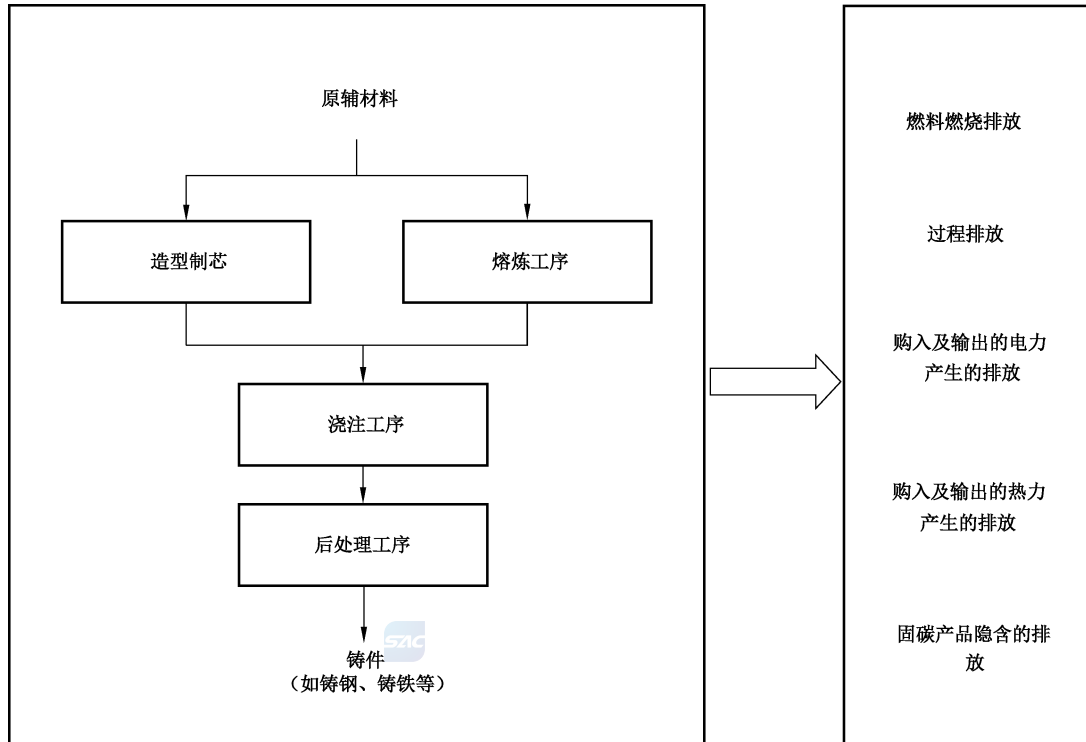 原辅材料
造型制芯
熔炼工序
浇注工序
后处理工序
SAC
铸件
（如铸钢、铸铁等）
燃料燃烧排放
过程排放
购入及输出的电力
产生的排放
购入及输出的热力
产生的排放
固碳产品隐含的排
放